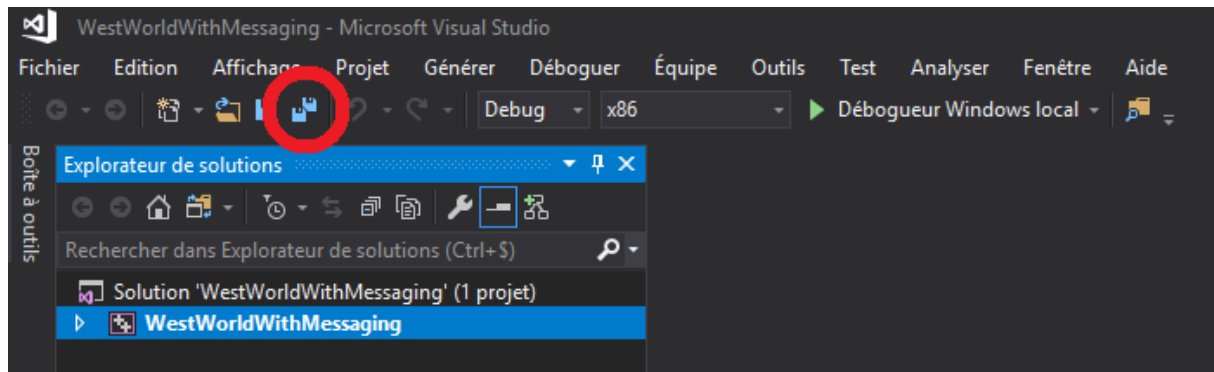 WestWorldWithMessaging - Microsoft Visual Studio
Fichier Edition Affichage Projet Générer Déboguer Équipe Outils Test Analyser Fenêtre Aide
Debug x86 Débogueur Windows local
Boîte à outils
Explorateur de solutions
Rechercher dans Explorateur de solutions (Ctrl+$)
Solution 'WestWorldWithMessaging' (1 projet)
WestWorldWithMessaging